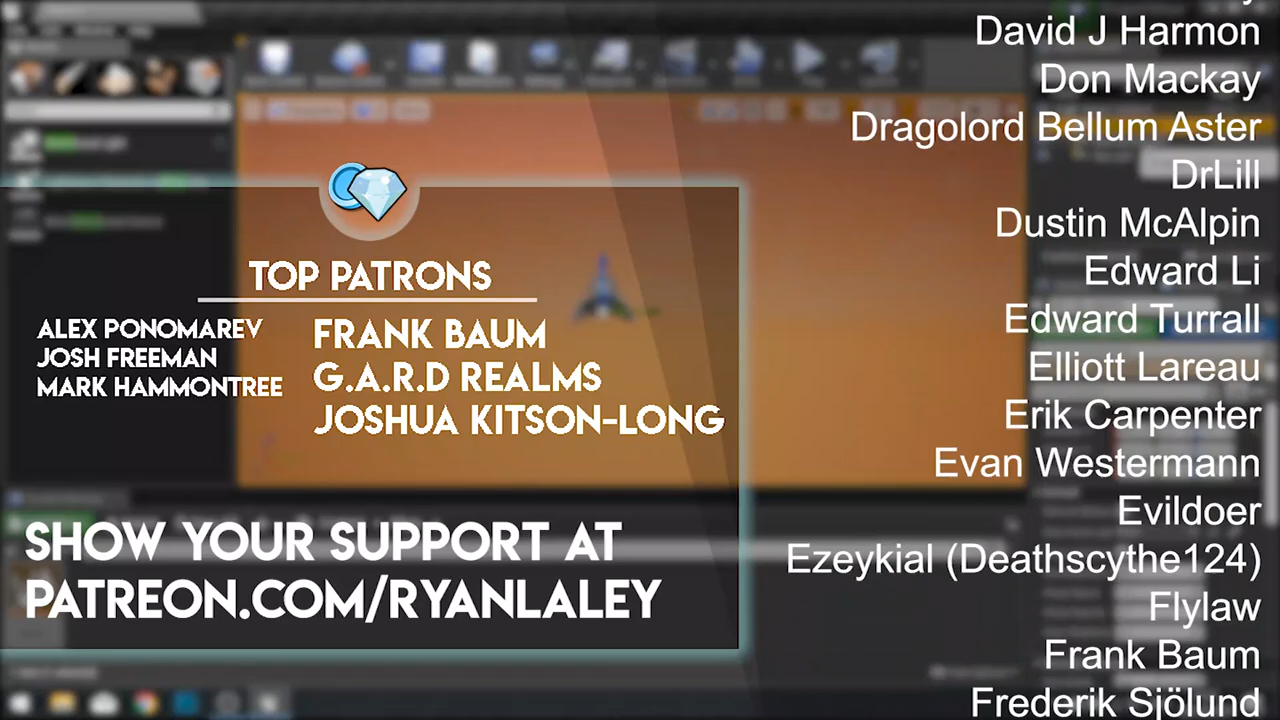 TOP PATRONS
ALEX PONOMAREV
JOSH FREEMAN
MARK HAMMONTREE
FRANK BAUM
G.A.R.D REALMS
JOSHUA KITSON-LONG
SHOW YOUR SUPPORT AT
PATREON.COM/RYANLALEY
David J Harmon
Don Mackay
Dragolord Bellum Aster
DrLill
Dustin McAlpin
Edward Li
Edward Turrall
Elliott Lareau
Erik Carpenter
Evan Westermann
Evildoer
Ezeykial (Deathscythe124)
Flylaw
Frank Baum
Frederik Sjölund